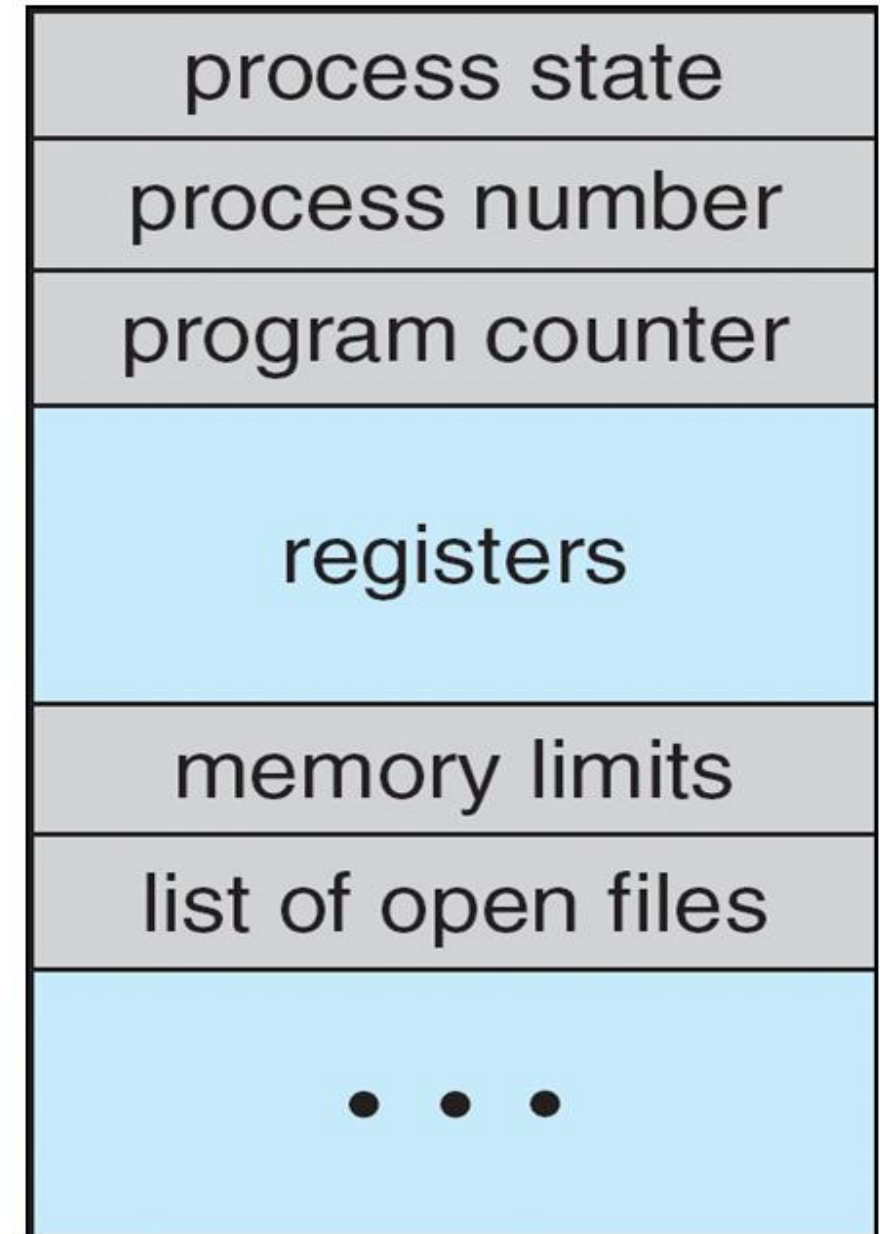 process state
process number
program counter
registers
memory limits
list of open files
• • •